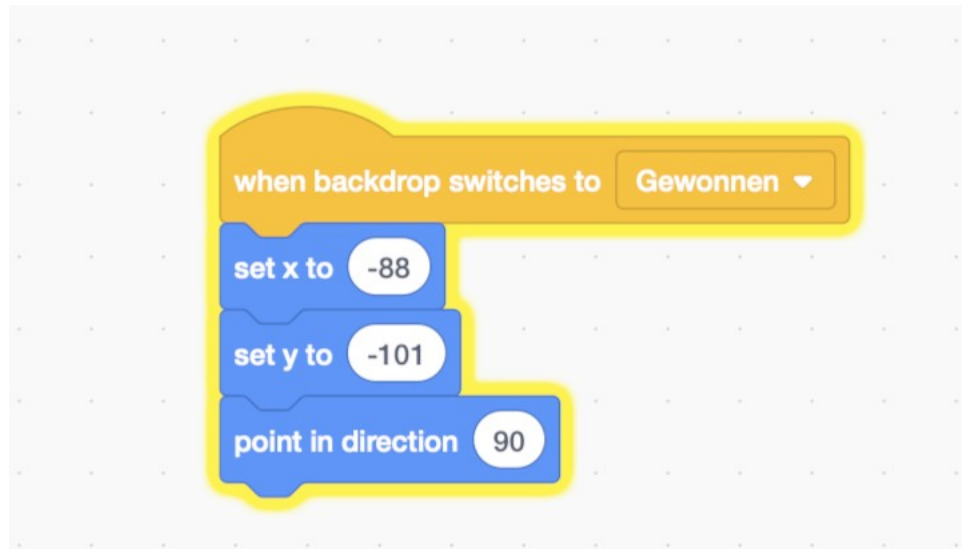 when backdrop switches to Gewonnen
set x to -88
set y to -101
point in direction 90